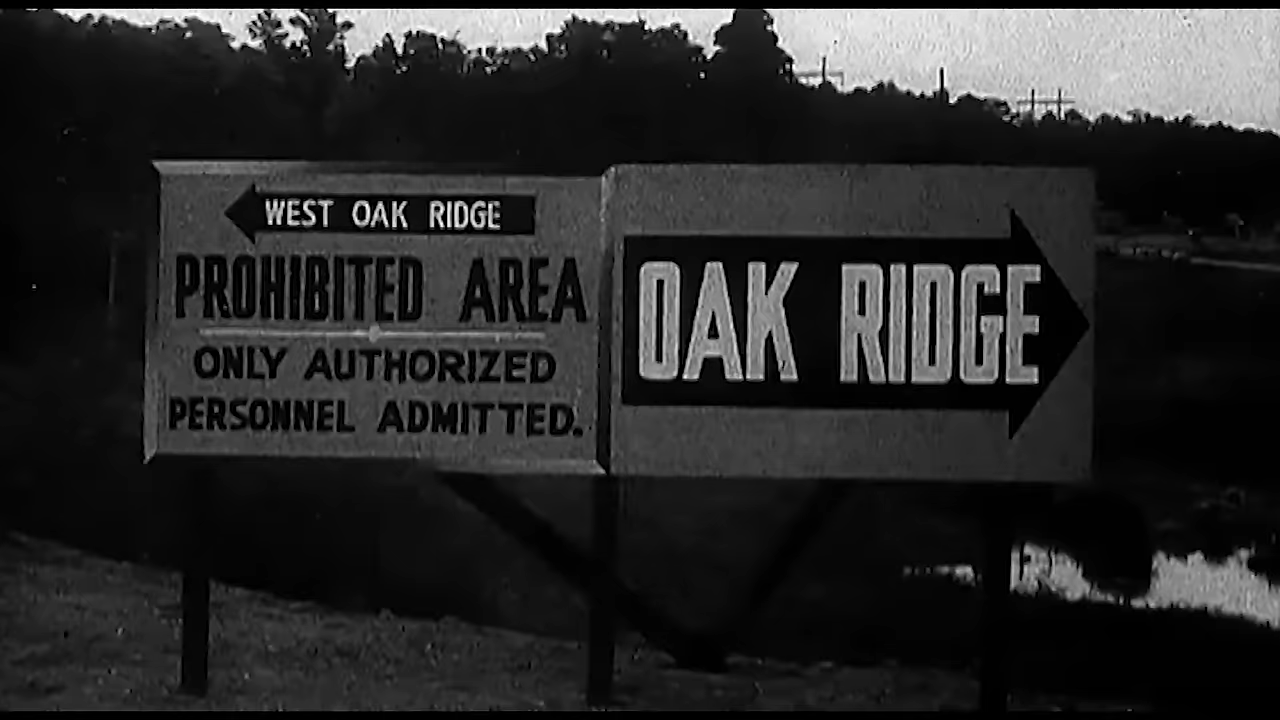 WEST OAK RIDGE
PROHIBITED AREA
ONLY AUTHORIZED
PERSONNEL ADMITTED.
OAK RIDGE